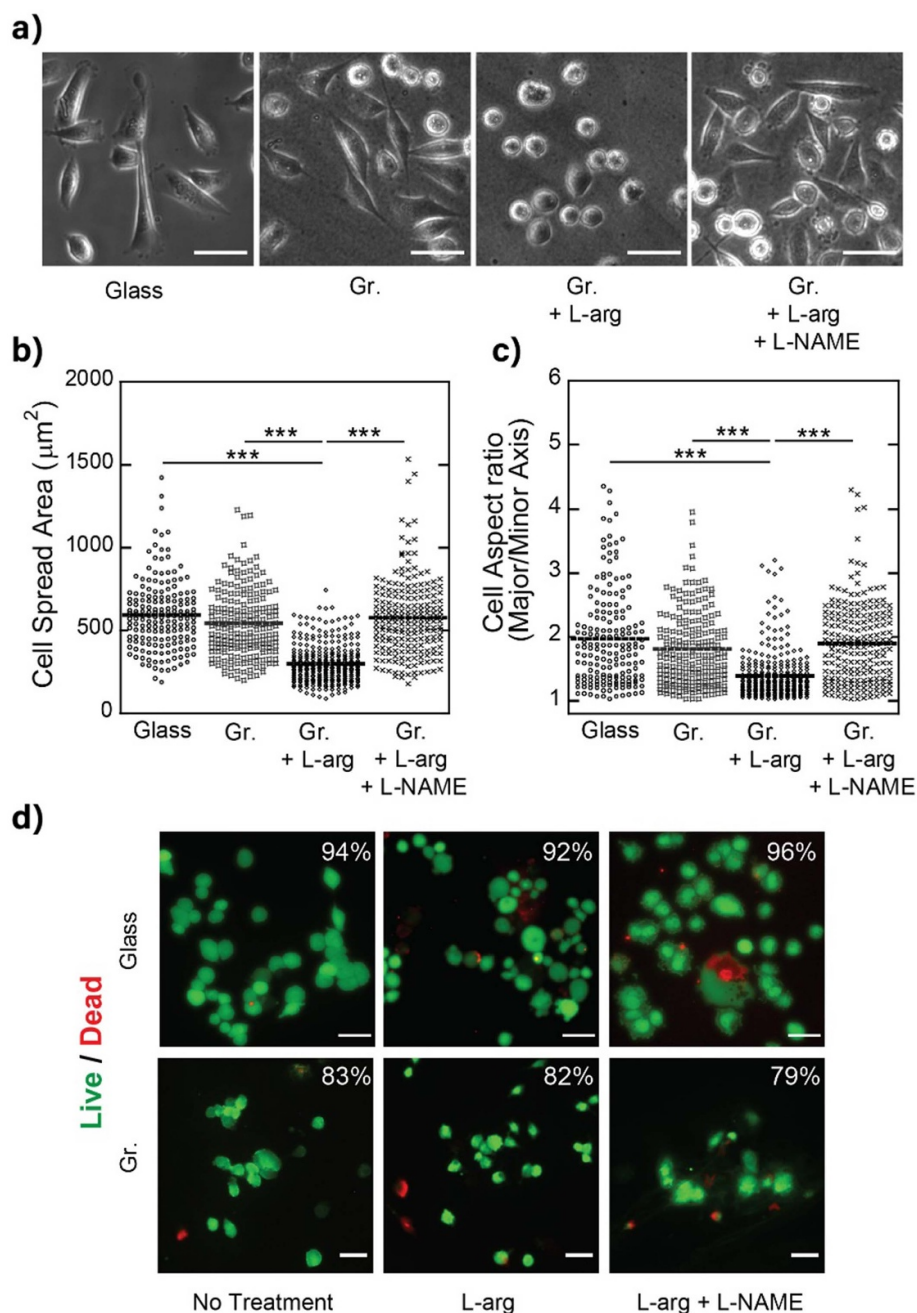 a)
Glass
Gr.
Gr.
+ L-arg
Gr.
+ L-arg
+ L-NAME
b)
Cell Spread Area (μm²)
2000
1500
1000
500
0
***
***
***
Glass
Gr.
Gr.
+ L-arg
Gr.
+ L-arg
+ L-NAME
c)
Cell Aspect ratio
(Major/Minor Axis)
6
5
4
3
2
1
***
***
***
Glass
Gr.
Gr.
+ L-arg
Gr.
+ L-arg
+ L-NAME
d)
Live / Dead
Glass
94%
92%
96%
Gr.
83%
82%
79%
No Treatment
L-arg
L-arg + L-NAME